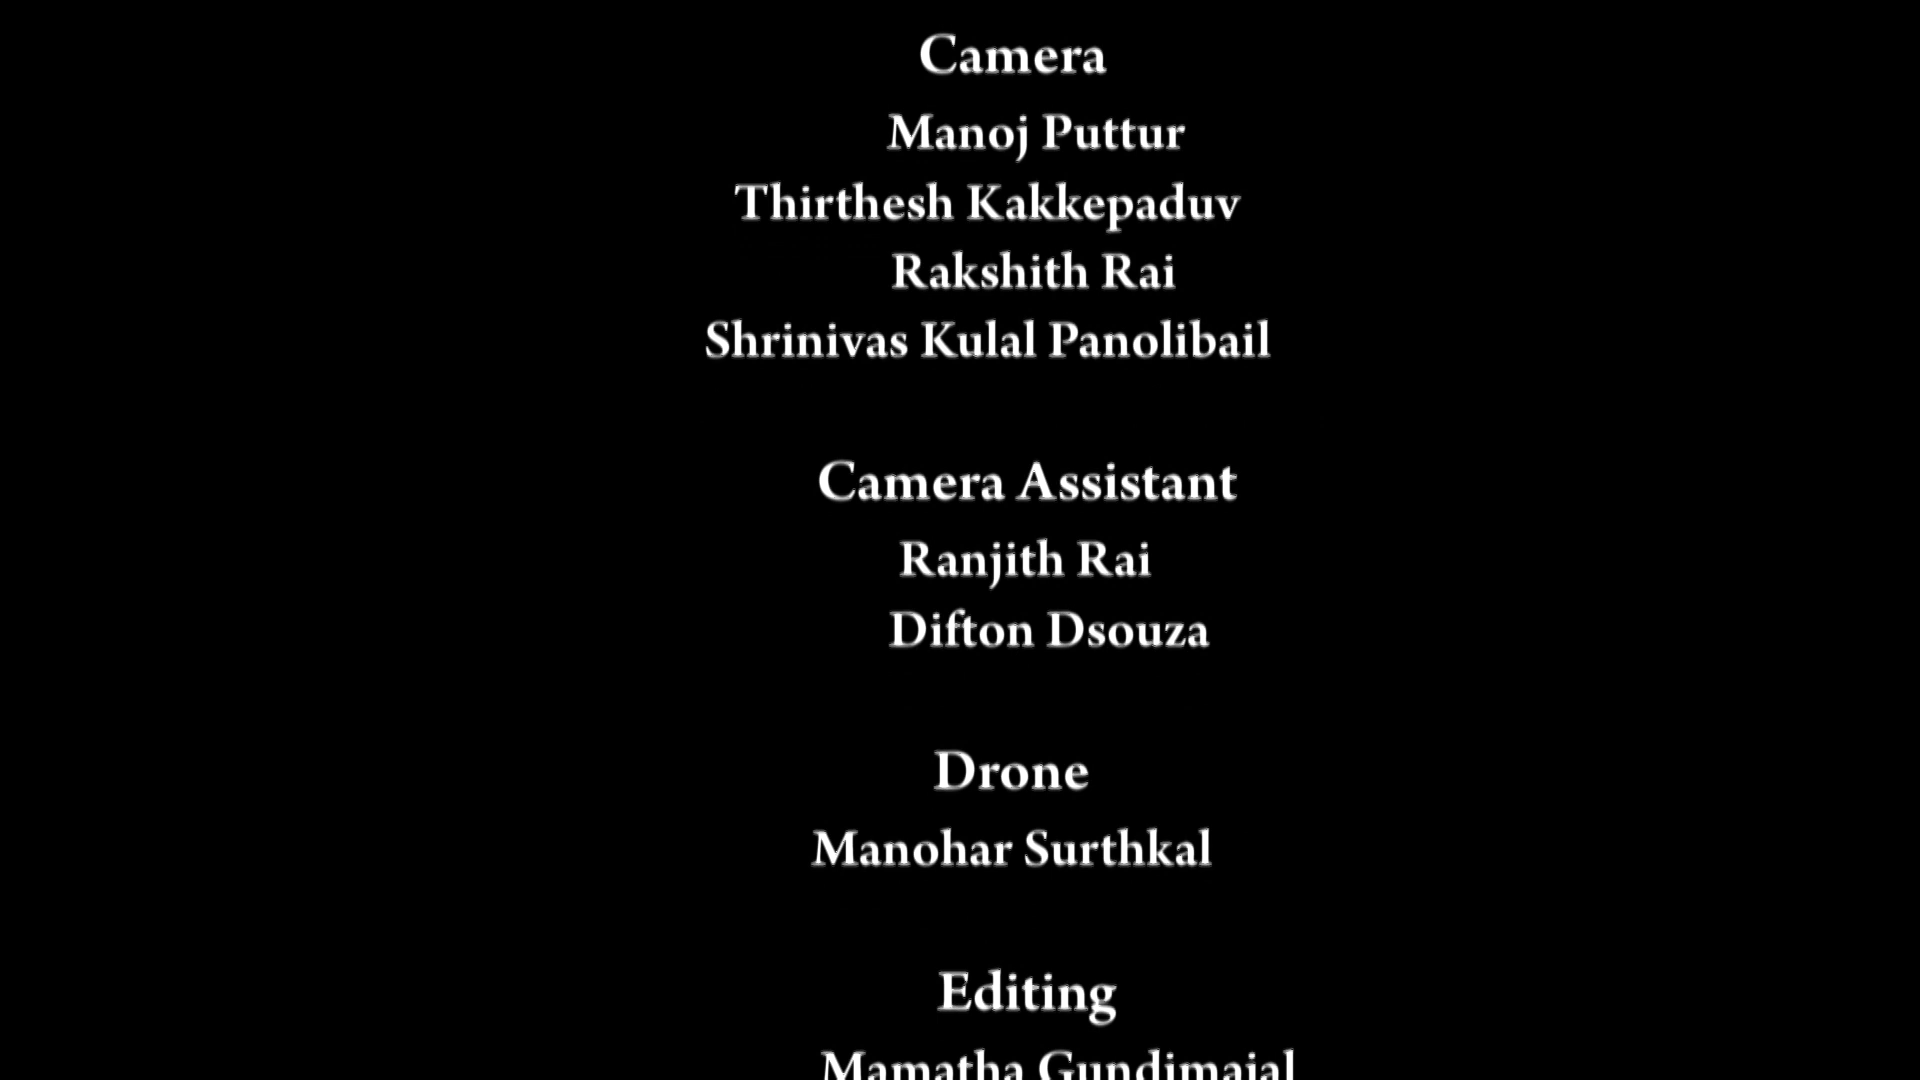 Camera
Manoj Puttur
Thirthesh Kakkepaduv
Rakshith Rai
Shrinivas Kulal Panolibail
Camera Assistant
Ranjith Rai
Difton Dsouza
Drone
Manohar Surthkal
Editing
Mamatha